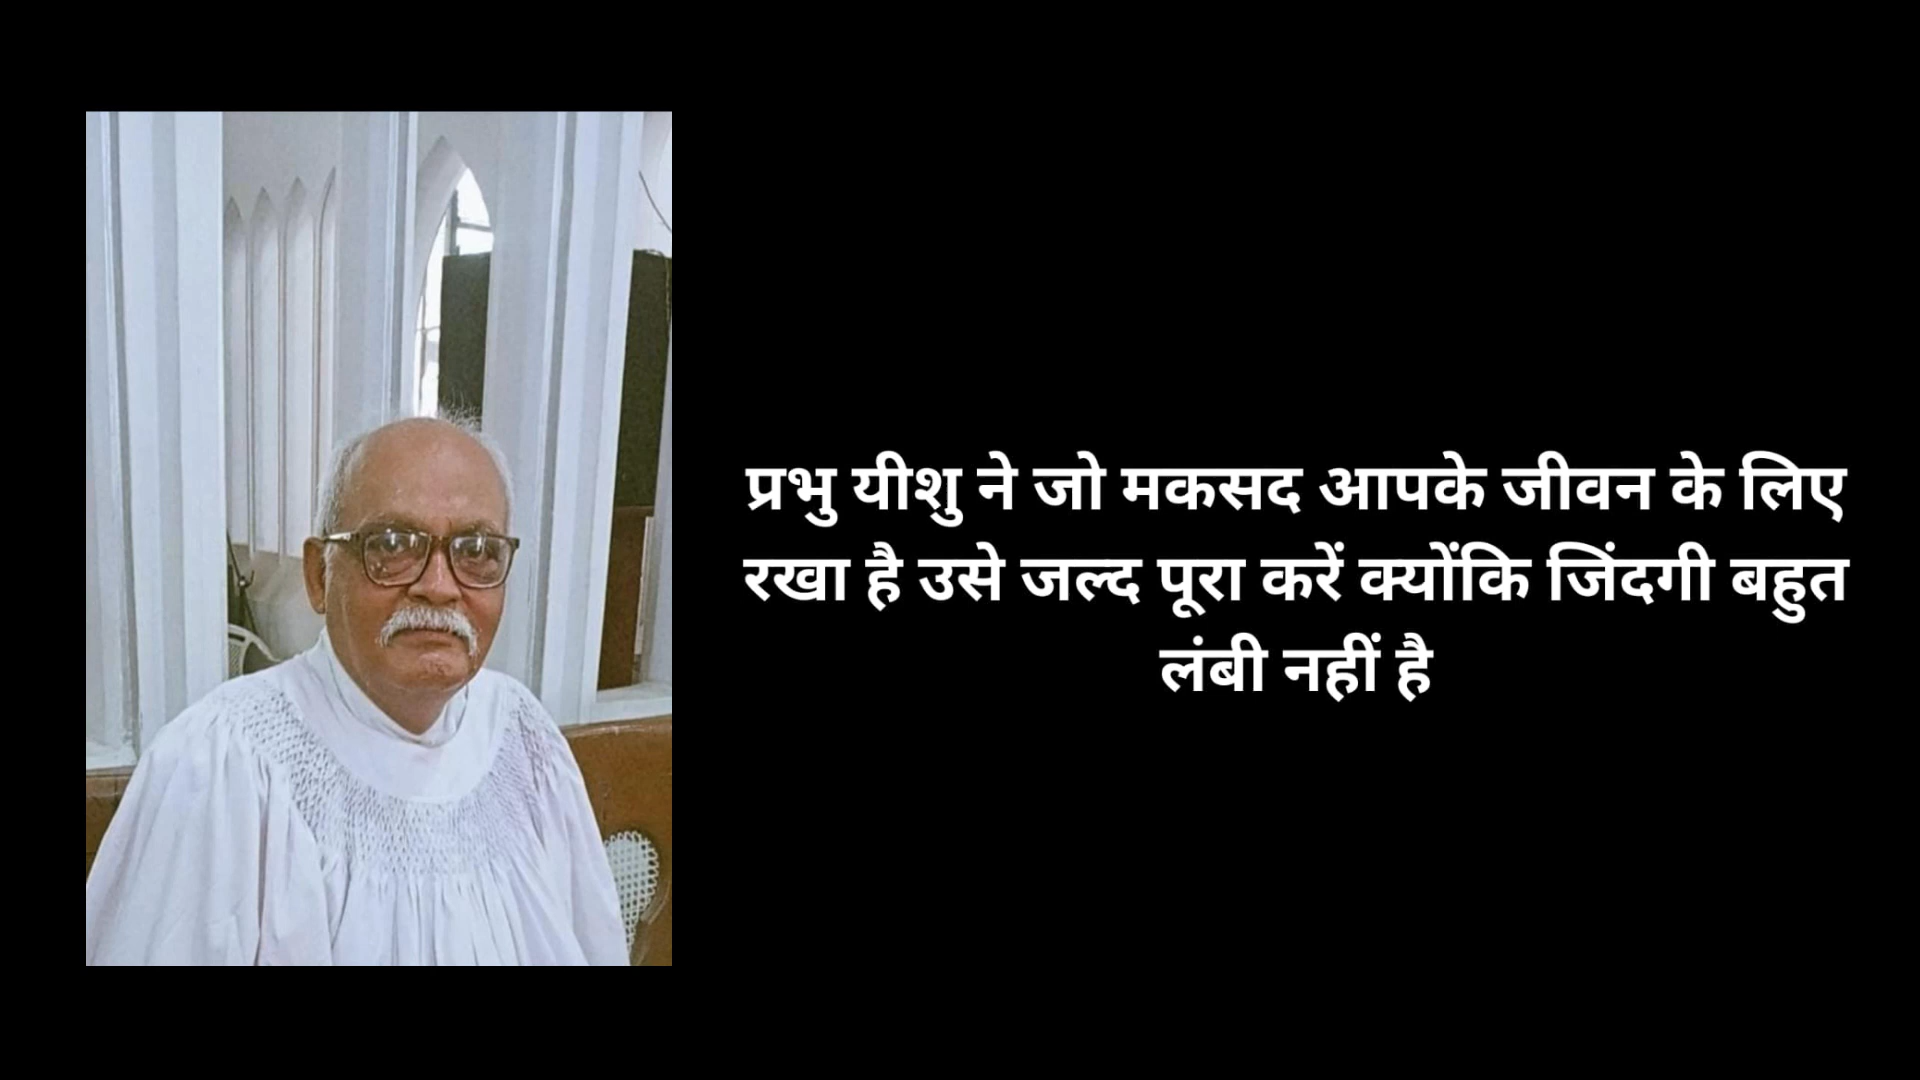 प्रभु यीशु ने जो मकसद आपके जीवन के लिए
रखा है उसे जल्द पूरा करें क्योंकि जिंदगी बहुत
लंबी नहीं है